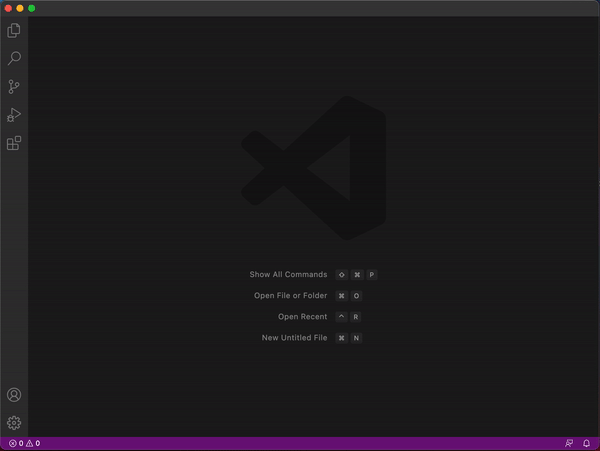 Show All Commands ⇧ ⌘ P
Open File or Folder ⌘ O
Open Recent ^ R
New Untitled File ⌘ N
0 0